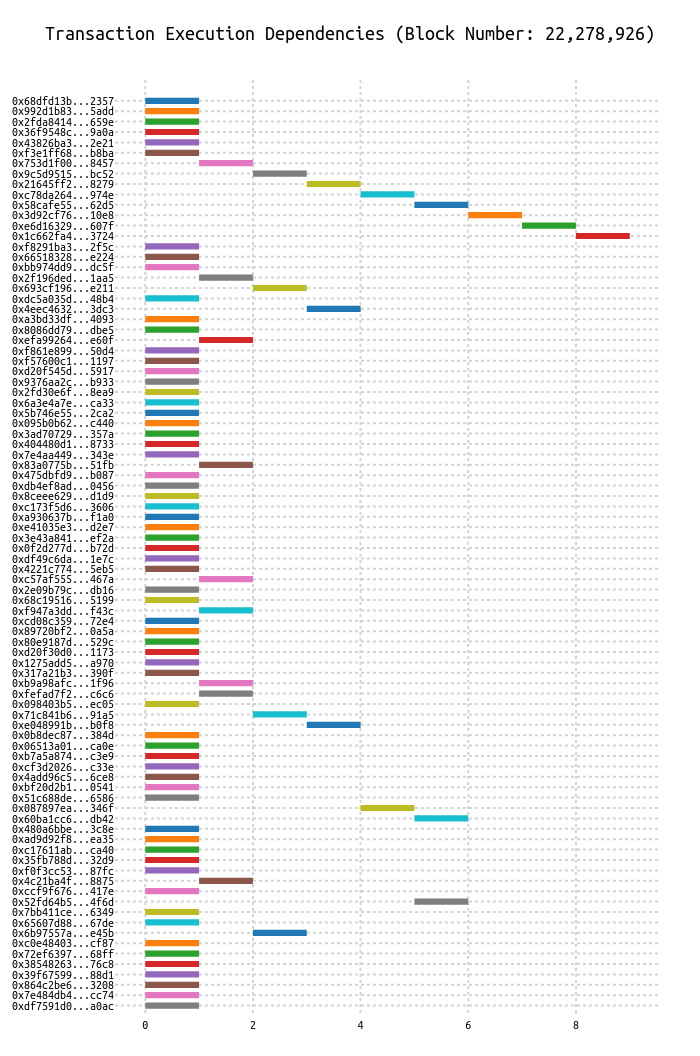 Transaction Execution Dependencies (Block Number: 22,278,926)
0x68dfd13b...2357
0x992d1b83...5add
0x2fda8414...659e
0x36f9548c...9a0a
0x43826ba3...2e21
0xf3e1ff68...b8ba
0x753d1f00...8457
0x9c5d9515...bc52
0x21645ff2...8279
0xc78da264...974e
0x58cafe55...62d5
0x3d92cf76...10e8
0xe6d16329...607f
0x1c662fa4...3724
0xf8291ba3...2f5c
0x66518328...e224
0xbb974dd9...dc5f
0x2f196ded...1aa5
0x693cf196...e211
0xdc5a035d...48b4
0x4eec4632...3dc3
0xa3bd33df...4093
0x8086dd79...dbe5
0xefa99264...e60f
0xf861e899...50d4
0xf57600c1...1197
0xd20f545d...5917
0x9376aa2c...b933
0x2fd30e6f...8ea9
0x6a3e4a7e...ca33
0x5b746e55...2ca2
0x095b0b62...c440
0x3ad70729...357a
0x404480d1...8733
0x7e4aa449...343e
0x83a0775b...51fb
0x475dbfd9...b087
0xdb4ef8ad...0456
0x8ceee629...d1d9
0xc173f5d6...3606
0xa930637b...f1a0
0xe41035e3...d2e7
0x3e43a841...ef2a
0x0f2d277d...b72d
0xdf49c6da...1e7c
0x4221c774...5eb5
0xc57af555...467a
0x2e09b79c...db16
0x68c19516...5199
0xf947a3dd...f43c
0xcd08c359...72e4
0x89720bf2...0a5a
0x80e9187d...529c
0xd20f30d0...1173
0x1275add5...a970
0x317a21b3...390f
0xb9a98afc...1f96
0xfefad7f2...c6c6
0x098403b5...ec05
0x71c841b6...91a5
0xe048991b...b0f8
0x0b8dec87...384d
0x06513a01...ca0e
0xb7a5a874...c3e9
0xcf3d2026...c33e
0x4add96c5...6ce8
0xbf20d2b1...0541
0x51c688de...6586
0x087897ea...346f
0x60ba1cc6...db42
0x480a6bbe...3c8e
0xad9d92f8...ea35
0xc17611ab...ca40
0x35fb788d...32d9
0xf0f3cc53...87fc
0x4c21ba4f...8875
0xccf9f676...417e
0x52fd64b5...4f6d
0x7bb411ce...6349
0x65607d88...67de
0x6b97557a...e45b
0xc0e48403...cf87
0x72ef6397...68ff
0x38548263...76c8
0x39f67599...88d1
0x864c2be6...3208
0x7e484db4...cc74
0xdf7591d0...a0ac
0 2 4 6 8